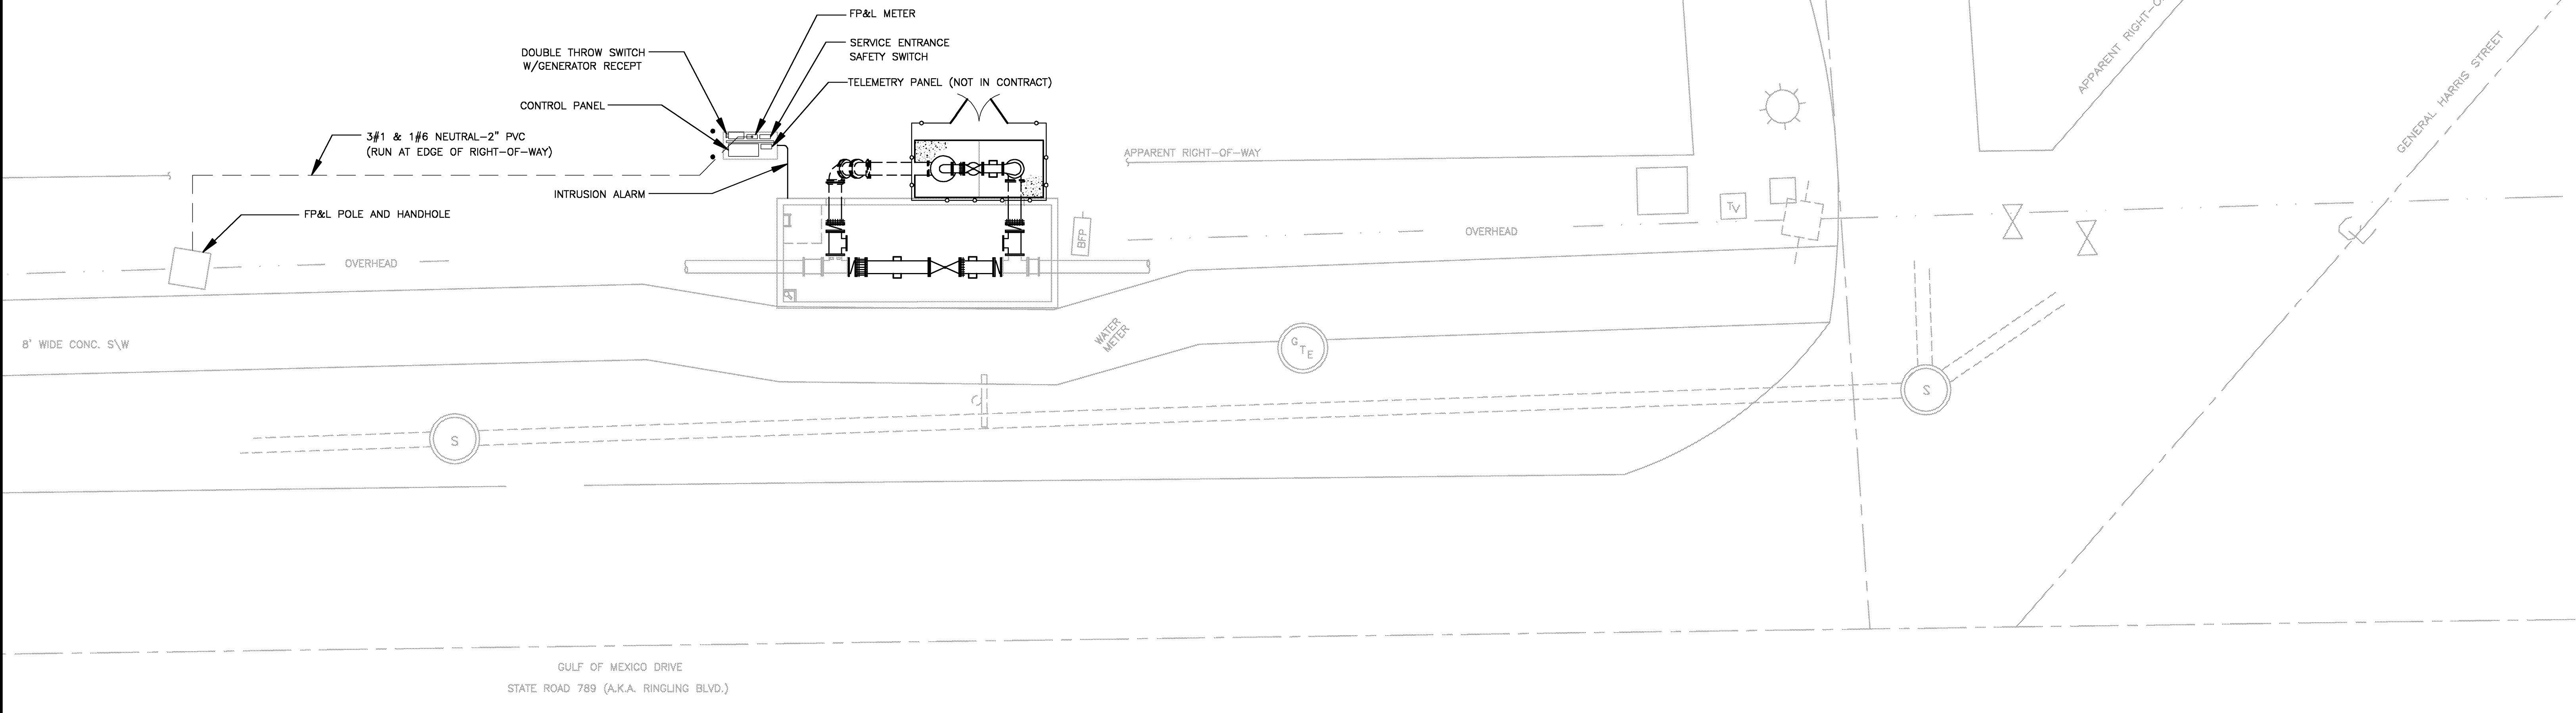 FP&L METER
DOUBLE THROW SWITCH
W/GENERATOR RECEPT
SERVICE ENTRANCE
SAFETY SWITCH
TELEMETRY PANEL (NOT IN CONTRACT)
CONTROL PANEL
3#1 & 1#6 NEUTRAL-2" PVC
(RUN AT EDGE OF RIGHT-OF-WAY)
INTRUSION ALARM
FP&L POLE AND HANDHOLE
APPARENT RIGHT-OF-WAY
APPARENT RIGHT-O
GENERAL HARRIS STREET
TV
BFP
OVERHEAD
OVERHEAD
8' WIDE CONC. S\W
WATER
METER
GTE
S
S
GULF OF MEXICO DRIVE
STATE ROAD 789 (A.K.A. RINGLING BLVD.)